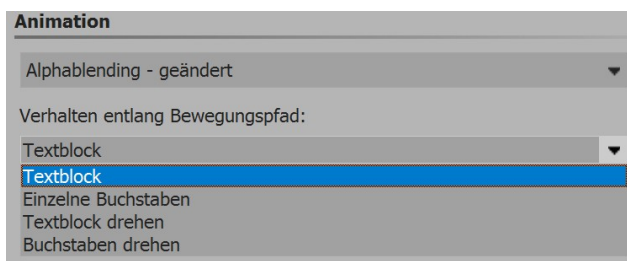 Animation
Alphablending - geändert
Verhalten entlang Bewegungspfad:
Textblock
Textblock
Einzelne Buchstaben
Textblock drehen
Buchstaben drehen